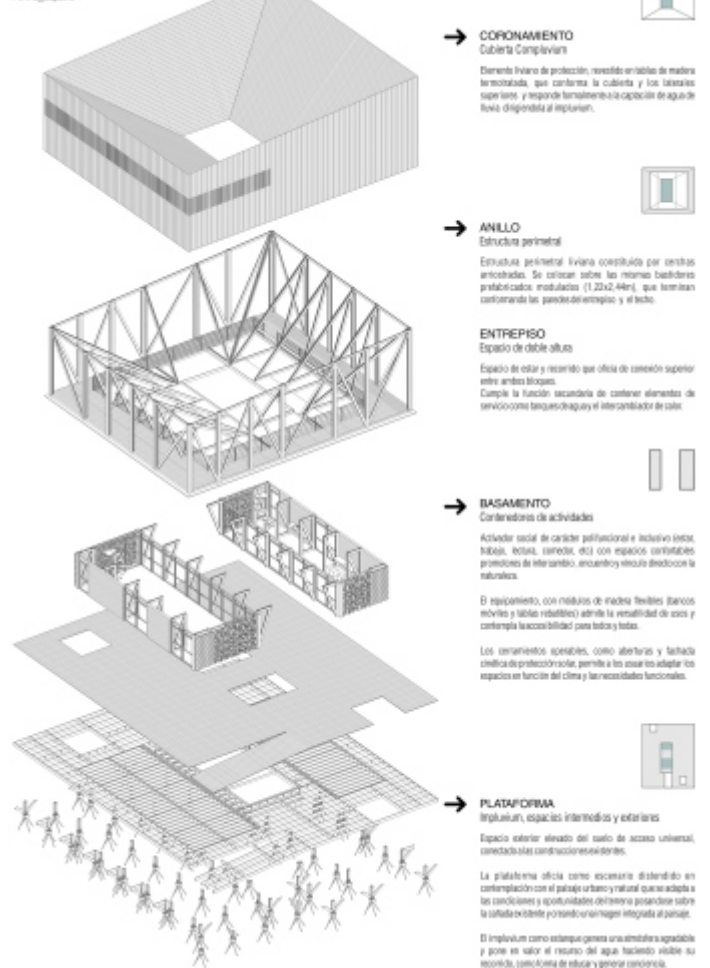 CORONAMIENTO
Cubierta Compluvium
Elemento liviano de protección, revestido en tablas de madera
termotratada, que conforma la cubierta y los laterales
superiores y responde formalmente a la captación de agua de
lluvia dirigiendola al impluvium.
ANILLO
Estructura perimetral
Estructura perimetral liviana constituida por cerchas
arriostradas. Se colocan sobre las mismas bastidores
prefabricados modulados (1,22x2,44m), que terminan
conformando las paredes del entrepiso y el techo.
ENTREPISO
Espacio de doble altura
Espacio de estar y recorrido que oficia de conexión superior
entre ambos bloques.
Cumple la función secundaria de contener elementos de
servicio como tanques de agua y el intercambiador de calor.
BASAMENTO
Contenedores de actividades
Activador social de carácter polifuncional e inclusivo (estar,
trabajo, lectura, comedor, etc) con espacios confortables
promotores de intercambio, encuentro y vinculo directo con la
naturaleza.
El equipamiento, con módulos de madera flexibles (bancos
móviles y tablas rebatibles) admite la versatilidad de usos y
contempla la accesibilidad para todos y todas.
Los cerramientos operables, como aberturas y fachada
cinética de protección solar, permite a los usuarios adaptar los
espacios en función del clima y las necesidades funcionales.
PLATAFORMA
Impluvium, espacios intermedios y exteriores
Espacio exterior elevado del suelo de acceso universal,
conectada a las construcciones existentes.
La plataforma oficia como escenario distendido en
contemplación con el paisaje urbano y natural que se adapta a
las condiciones y oportunidades del terreno posandose sobre
la cañada existente y creando una imagen integrada al paisaje.
El impluvium como estanque genera una atmósfera agradable
y pone en valor el recurso del agua haciendo visible su
recorrido, como forma de educar y generar conciencia.